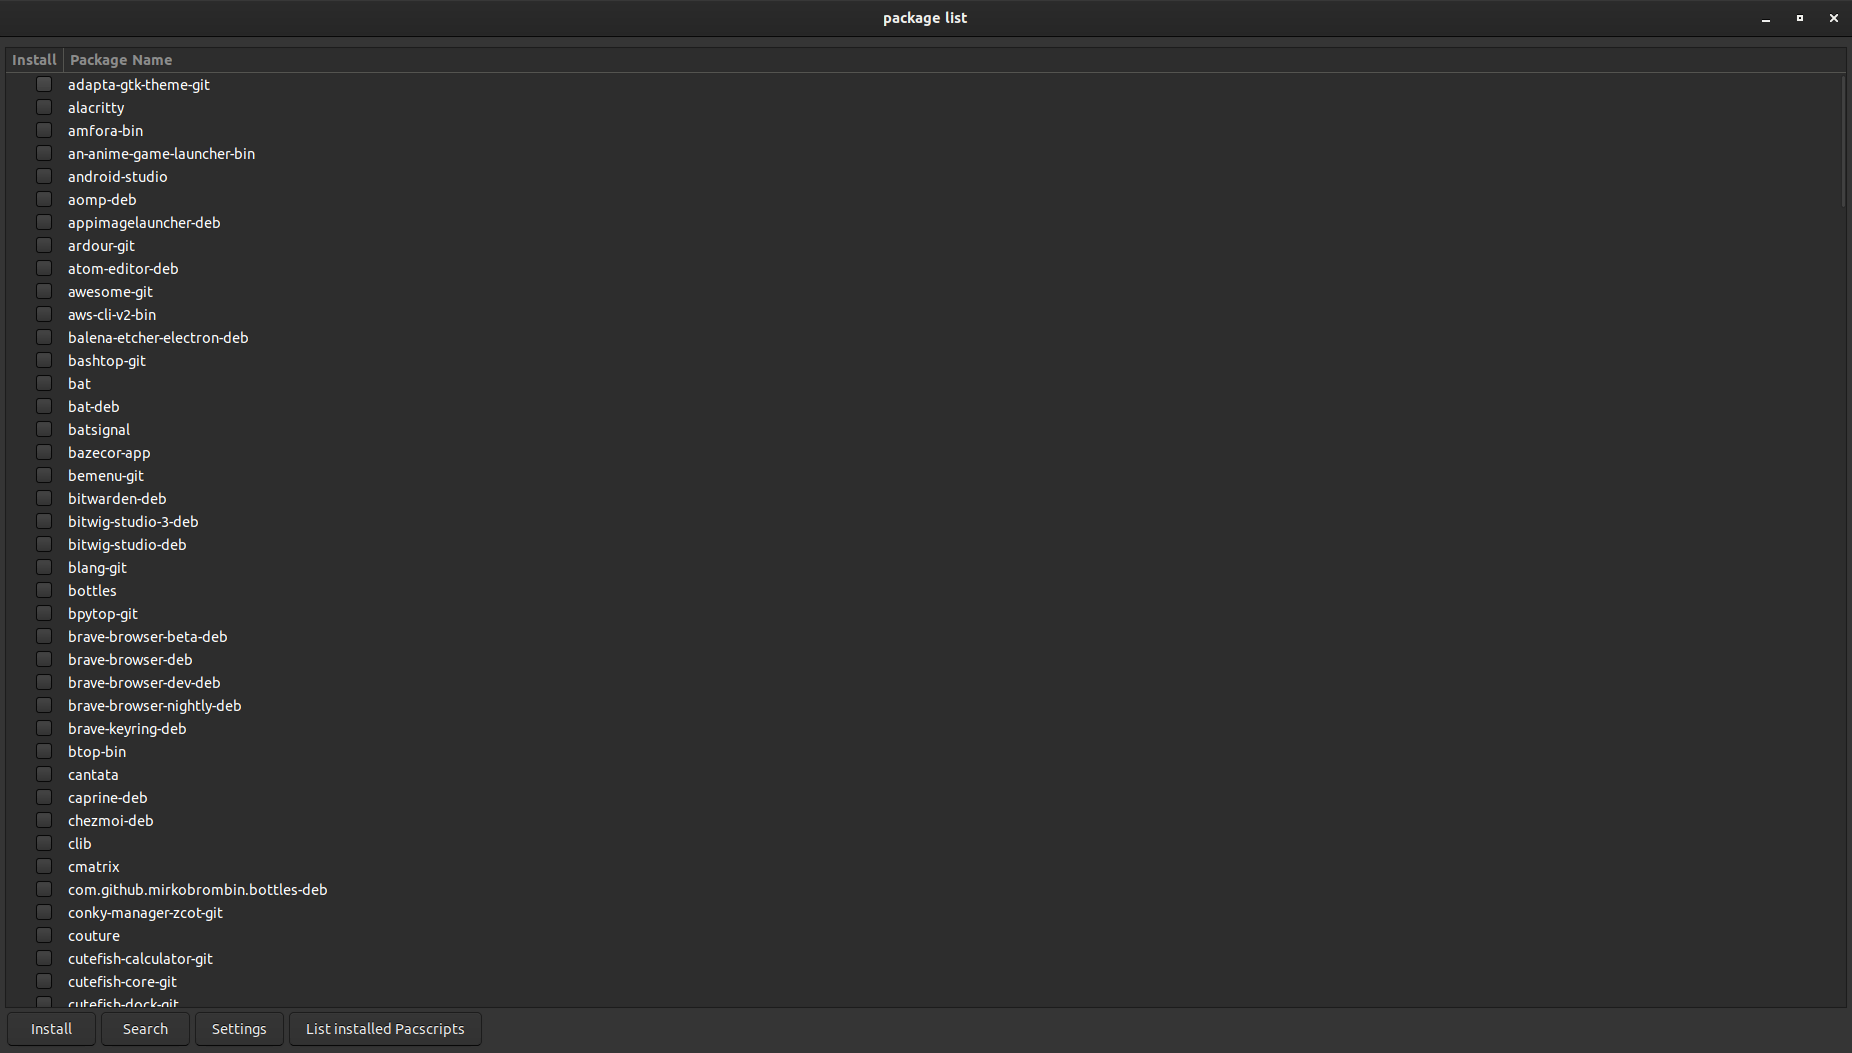 package list
Install Package Name
adapta-gtk-theme-git
alacritty
amfora-bin
an-anime-game-launcher-bin
android-studio
aomp-deb
appimagelauncher-deb
ardour-git
atom-editor-deb
awesome-git
aws-cli-v2-bin
balena-etcher-electron-deb
bashtop-git
bat
bat-deb
batsignal
bazecor-app
bemenu-git
bitwarden-deb
bitwig-studio-3-deb
bitwig-studio-deb
blang-git
bottles
bpytop-git
brave-browser-beta-deb
brave-browser-deb
brave-browser-dev-deb
brave-browser-nightly-deb
brave-keyring-deb
btop-bin
cantata
caprine-deb
chezmoi-deb
clib
cmatrix
com.github.mirkobrombin.bottles-deb
conky-manager-zcot-git
couture
cutefish-calculator-git
cutefish-core-git
cutefish-dock-git
Install Search Settings List installed Pacscripts